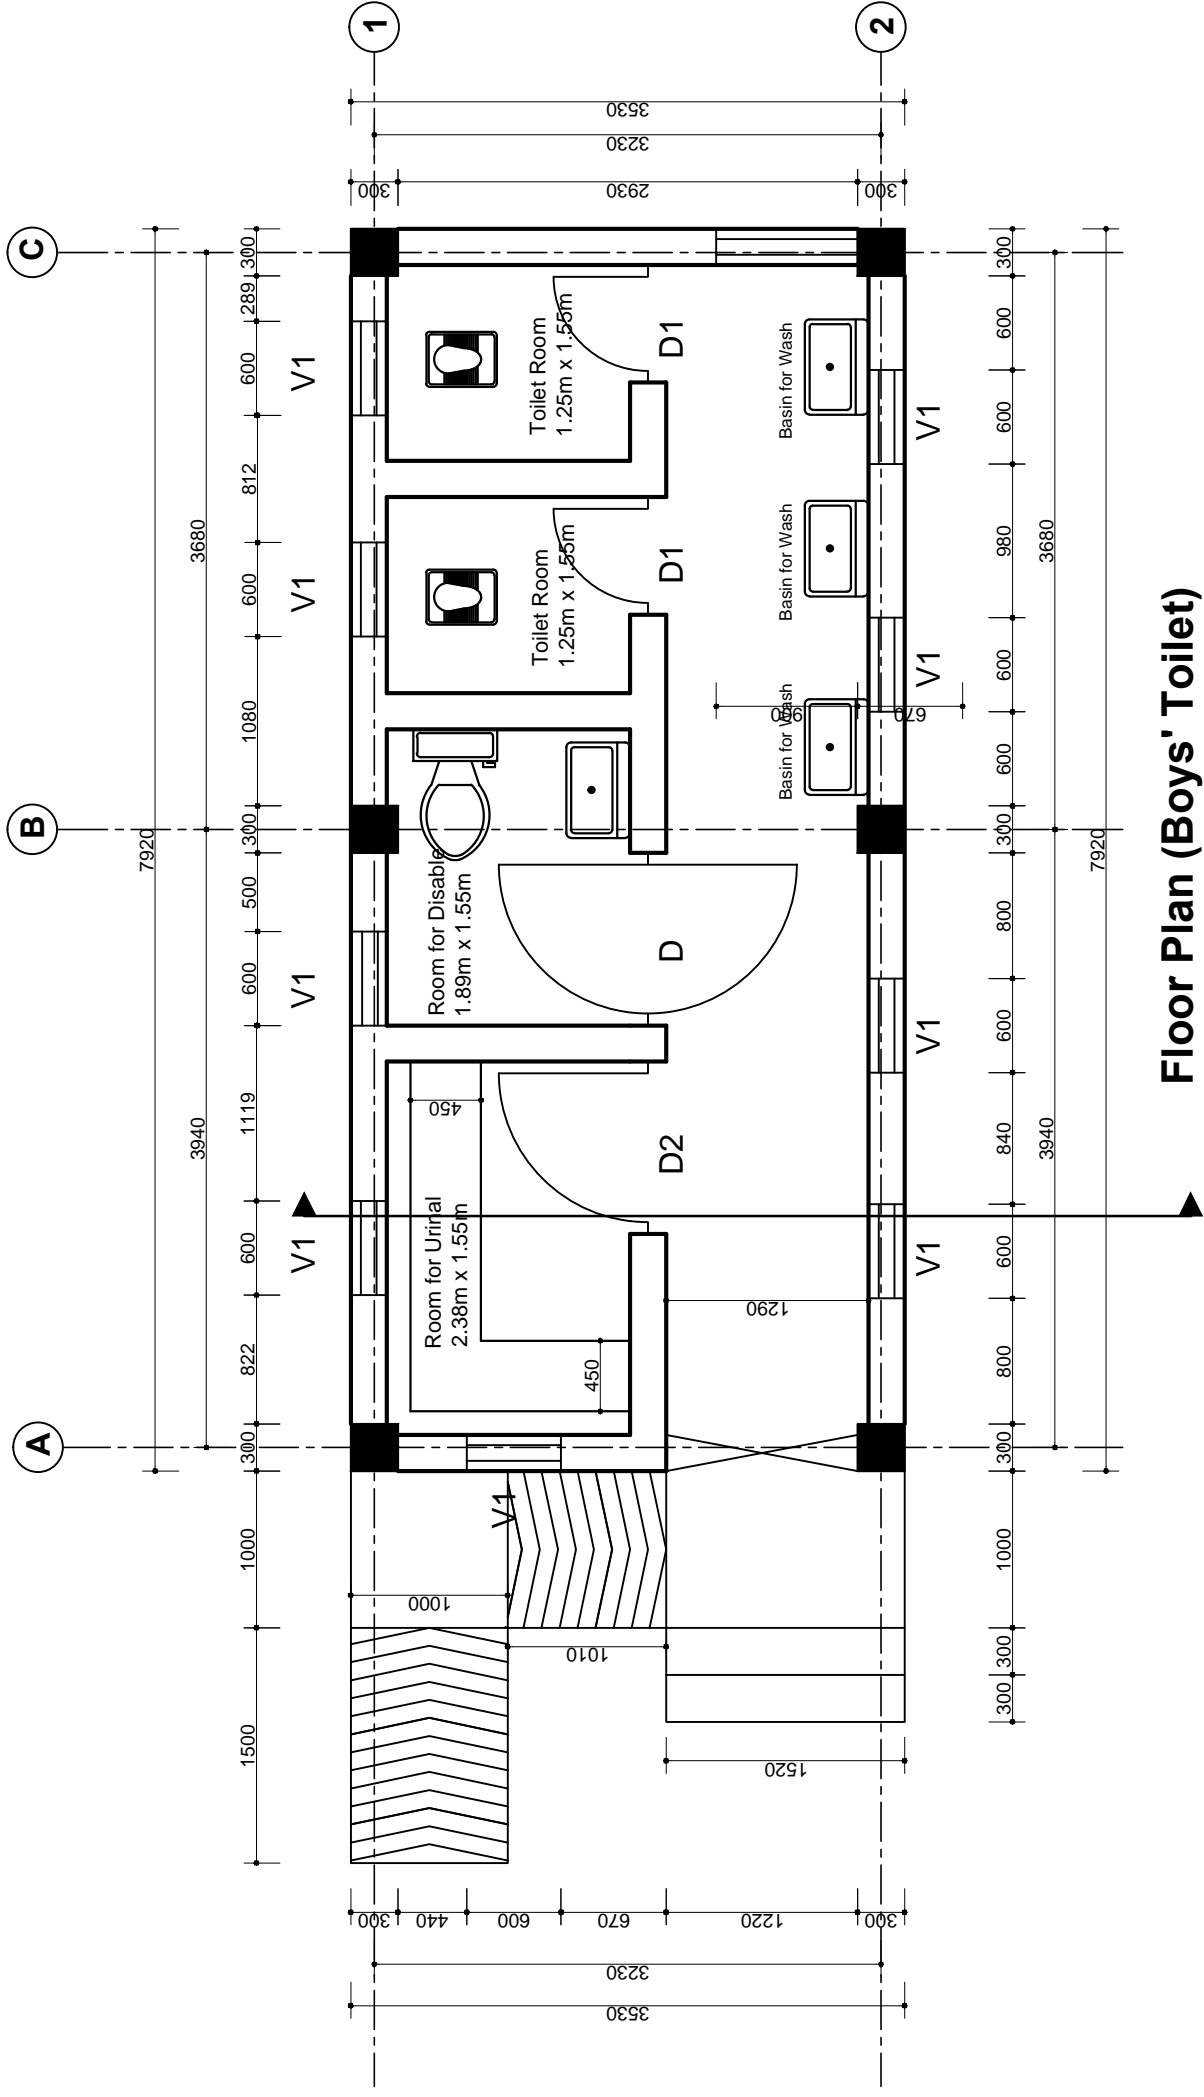 1
2
C
B
A
3530
3230
300
2930
300
7920
3680
3940
300
289
600
812
600
1080
300
500
600
1119
600
822
300
1000
1500
V1
V1
V1
V1
V1
Toilet Room
1.25m x 1.55m
Toilet Room
1.25m x 1.55m
Room for Disable
1.89m x 1.55m
Room for Urinal
2.38m x 1.55m
450
450
D1
D1
D
D2
Basin for Wash
Basin for Wash
Basin for Wash
900
670
1290
V1
V1
V1
V1
300
600
600
980
600
600
300
800
600
840
600
800
300
1000
300
300
3680
3940
7920
1000
1010
1520
300
440
600
670
1220
300
3230
3530
Floor Plan (Boys' Toilet)